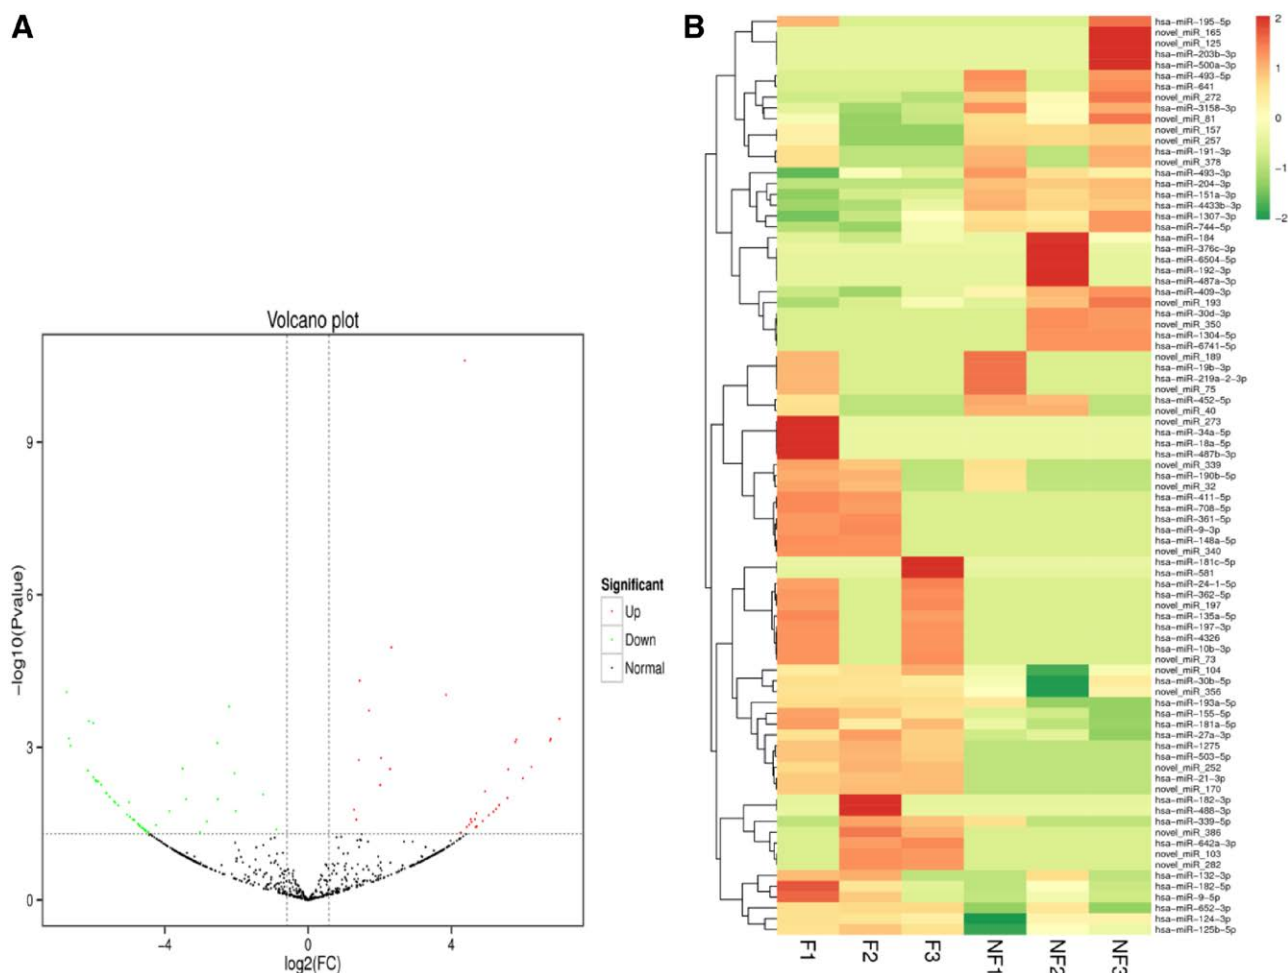 A
B
Volcano plot
9
6
3
0
-4
0
4
-log10(Pvalue)
log2(FC)
Significant
Up
Down
Normal
2
1
0
-1
-2
hsa-miR-195-5p
novel_miR_165
novel_miR_125
hsa-miR-203b-3p
hsa-miR-500a-3p
hsa-miR-493-5p
hsa-miR-641
novel_miR_272
hsa-miR-3158-3p
novel_miR_81
novel_miR_157
novel_miR_257
hsa-miR-191-3p
novel_miR_378
hsa-miR-493-3p
hsa-miR-204-3p
hsa-miR-151a-3p
hsa-miR-4433b-3p
hsa-miR-1307-3p
hsa-miR-744-5p
hsa-miR-184
hsa-miR-376c-3p
hsa-miR-6504-5p
hsa-miR-192-3p
hsa-miR-487a-3p
hsa-miR-409-3p
novel_miR_193
hsa-miR-30d-3p
novel_miR_350
hsa-miR-1304-5p
hsa-miR-6741-5p
novel_miR_189
hsa-miR-19b-3p
hsa-miR-219a-2-3p
novel_miR_75
hsa-miR-452-5p
novel_miR_40
novel_miR_273
hsa-miR-34a-5p
hsa-miR-18a-5p
hsa-miR-487b-3p
novel_miR_339
hsa-miR-190b-5p
novel_miR_32
hsa-miR-411-5p
hsa-miR-708-5p
hsa-miR-361-5p
hsa-miR-9-3p
hsa-miR-148a-5p
novel_miR_340
hsa-miR-181c-5p
hsa-miR-581
hsa-miR-24-1-5p
hsa-miR-362-5p
novel_miR_197
hsa-miR-135a-5p
hsa-miR-197-3p
hsa-miR-4326
hsa-miR-10b-3p
novel_miR_73
novel_miR_104
hsa-miR-30b-5p
novel_miR_356
hsa-miR-193a-5p
hsa-miR-155-5p
hsa-miR-181a-5p
hsa-miR-27a-3p
hsa-miR-1275
hsa-miR-503-5p
novel_miR_252
hsa-miR-21-3p
novel_miR_170
hsa-miR-182-3p
hsa-miR-488-3p
hsa-miR-339-5p
novel_miR_386
hsa-miR-642a-3p
novel_miR_103
novel_miR_282
hsa-miR-132-3p
hsa-miR-182-5p
hsa-miR-9-5p
hsa-miR-652-3p
hsa-miR-124-3p
hsa-miR-125b-5p
F1
F2
F3
NF1
NF2
NF3